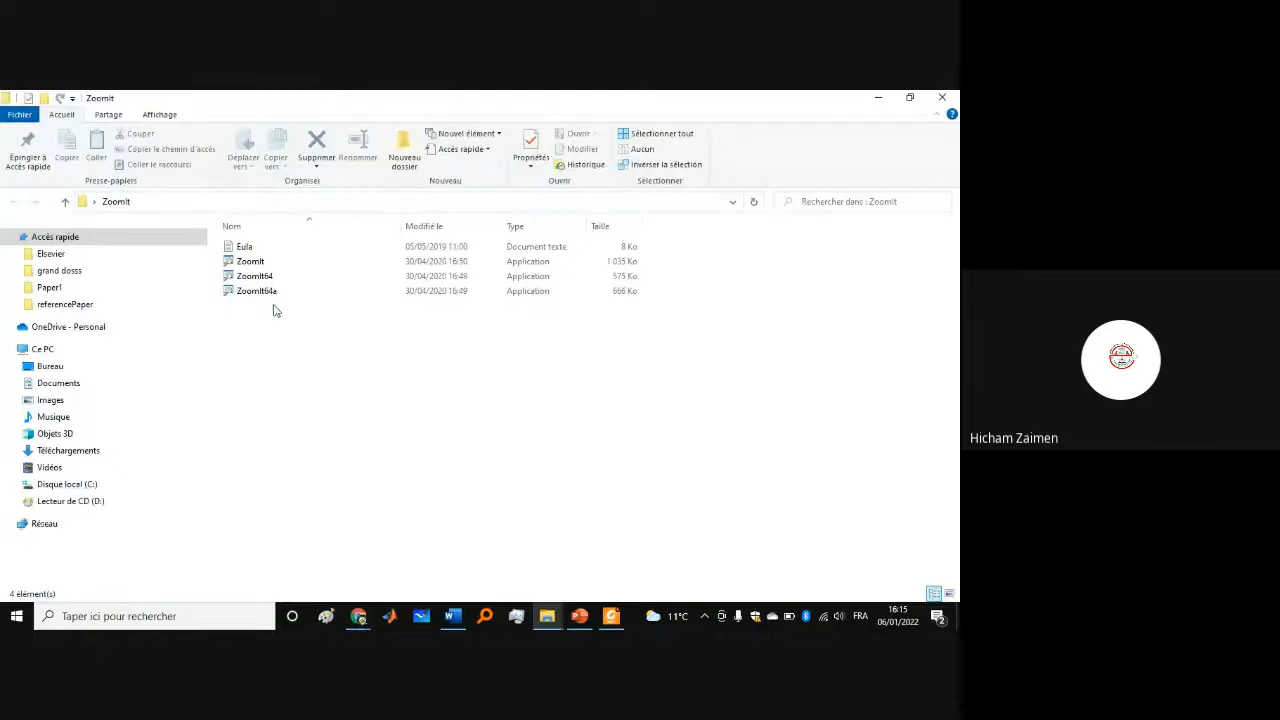 ZoomIt
Fichier Accueil Partage Affichage
Épingler à Accès rapide
Copier
Coller
Couper
Copier le chemin d'accès
Coller le raccourci
Presse-papiers
Déplacer vers
Copier vers
Supprimer
Renommer
Organiser
Nouveau dossier
Nouvel élément
Accès rapide
Nouveau
Propriétés
Ouvrir
Modifier
Historique
Ouvrir
Sélectionner tout
Aucun
Inverser la sélection
Sélectionner
ZoomIt
Rechercher dans : ZoomIt
Accès rapide
Elsevier
grand dosss
Paper1
referencePaper
OneDrive - Personal
Ce PC
Bureau
Documents
Images
Musique
Objets 3D
Téléchargements
Vidéos
Disque local (C:)
Lecteur de CD (D:)
Réseau
Nom Modifié le Type Taille
Eula 05/05/2019 11:00 Document texte 8 Ko
ZoomIt 30/04/2020 16:50 Application 1 035 Ko
ZoomIt64 30/04/2020 16:49 Application 575 Ko
ZoomIt64a 30/04/2020 16:49 Application 666 Ko
4 élément(s)
Taper ici pour rechercher
11°C
FRA
16:15
06/01/2022
2
Hicham Zaimen